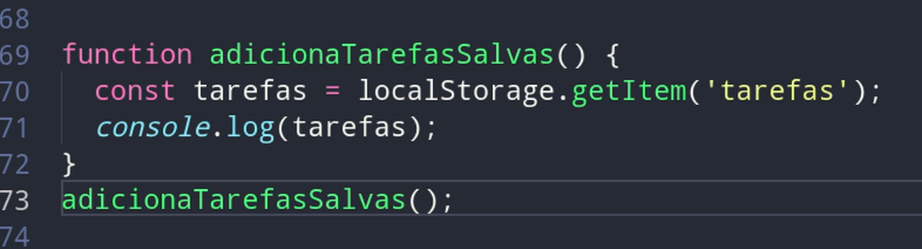 68
69 function adicionaTarefasSalvas() {
70   const tarefas = localStorage.getItem('tarefas');
71   console.log(tarefas);
72 }
73 adicionaTarefasSalvas();
74